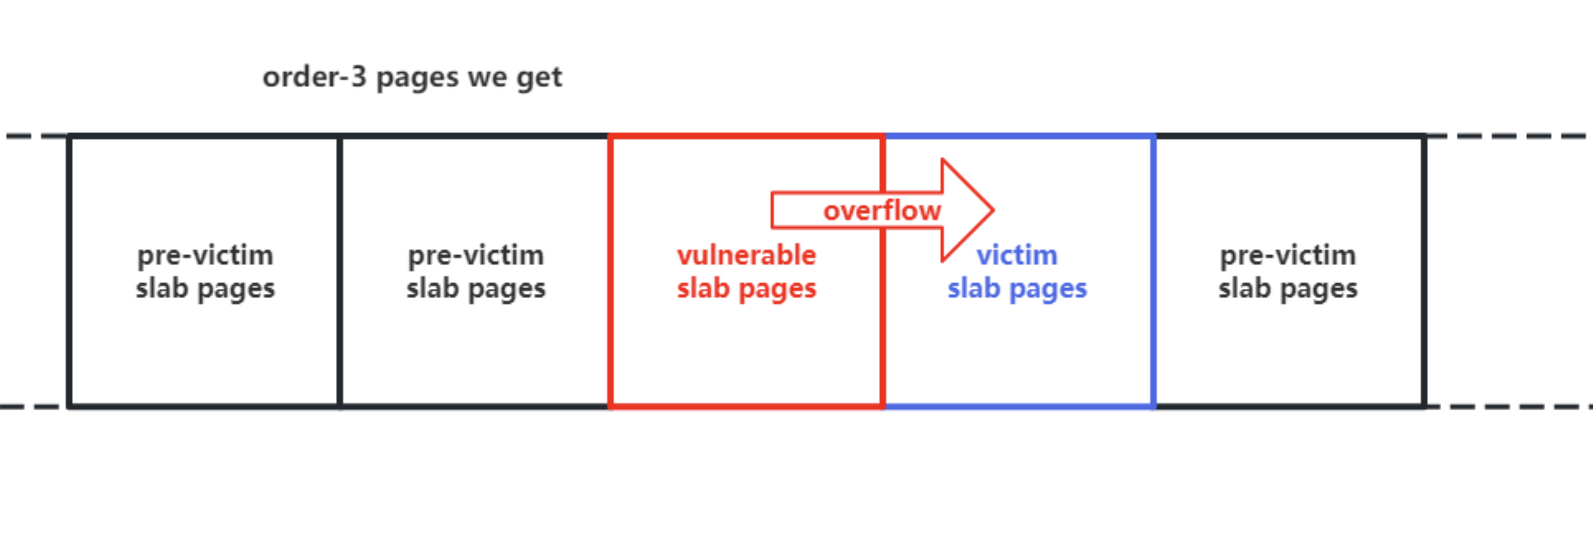 order-3 pages we get
pre-victim
slab pages
pre-victim
slab pages
vulnerable
slab pages
overflow
victim
slab pages
pre-victim
slab pages